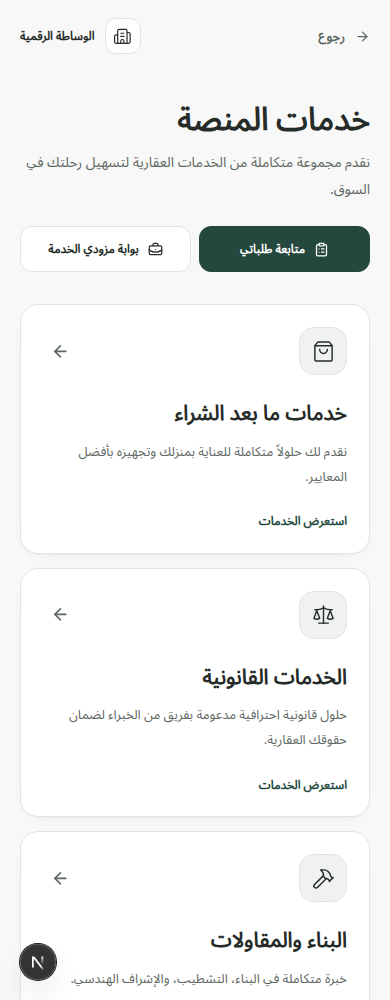 رجوع
الوساطة الرقمية
خدمات المنصة
نقدم مجموعة متكاملة من الخدمات العقارية لتسهيل رحلتك في
السوق.
متابعة طلباتي
بوابة مزودي الخدمة
خدمات ما بعد الشراء
نقدم لك حلولاً متكاملة للعناية بمنزلك وتجهيزه بأفضل
المعايير.
استعرض الخدمات
الخدمات القانونية
حلول قانونية احترافية مدعومة بفريق من الخبراء لضمان
حقوقك العقارية.
استعرض الخدمات
البناء والمقاولات
خبرة متكاملة في البناء، التشطيب، والإشراف الهندسي.
N